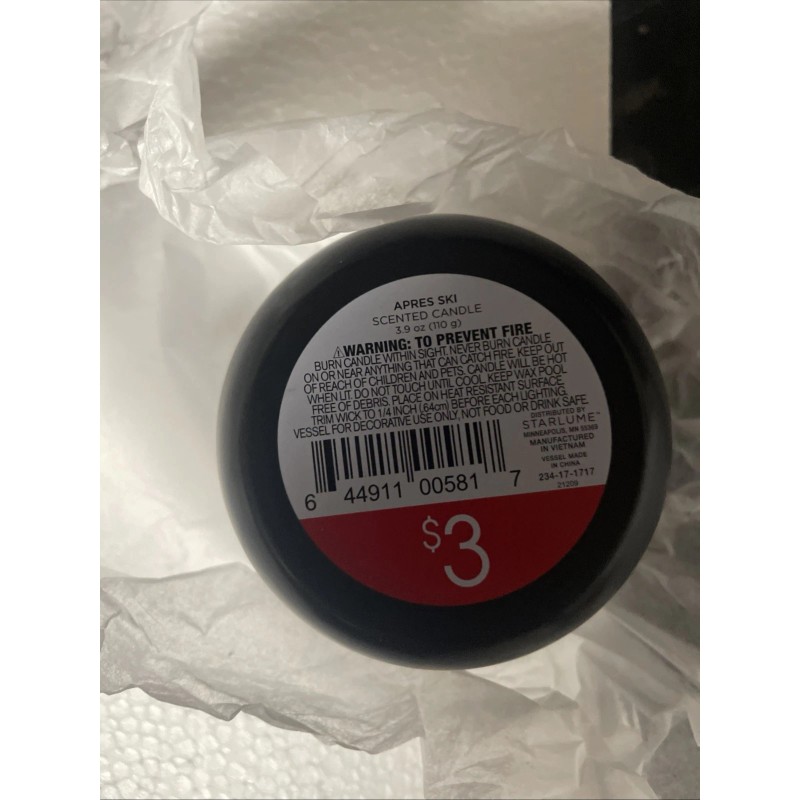 APRES SKI
SCENTED CANDLE
3.9 oz (110 g)
⚠WARNING: TO PREVENT FIRE
BURN CANDLE WITHIN SIGHT. NEVER BURN CANDLE
ON OR NEAR ANYTHING THAT CAN CATCH FIRE. KEEP OUT
OF REACH OF CHILDREN AND PETS. CANDLE WILL BE HOT
WHEN LIT. DO NOT TOUCH UNTIL COOL. KEEP WAX POOL
FREE OF DEBRIS. PLACE ON HEAT RESISTANT SURFACE.
TRIM WICK TO 1/4 INCH (.64cm) BEFORE EACH LIGHTING.
VESSEL FOR DECORATIVE USE ONLY, NOT FOOD OR DRINK SAFE.
DISTRIBUTED BY
STARLUME™
MINNEAPOLIS, MN 55369
MANUFACTURED
IN VIETNAM
VESSEL MADE
IN CHINA
234-17-1717
21209
6 44911 00581 7
$3